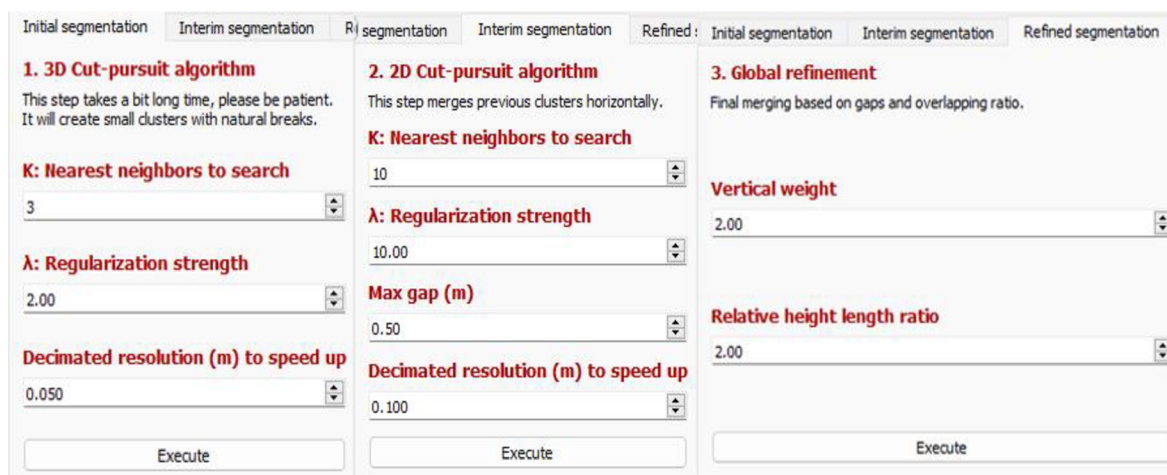 Initial segmentation
Interim segmentation
1. 3D Cut-pursuit algorithm
This step takes a bit long time, please be patient.
It will create small clusters with natural breaks.
K: Nearest neighbors to search
3
λ: Regularization strength
2.00
Decimated resolution (m) to speed up
0.050
Execute
segmentation
Interim segmentation
Refined
2. 2D Cut-pursuit algorithm
This step merges previous clusters horizontally.
K: Nearest neighbors to search
10
λ: Regularization strength
10.00
Max gap (m)
0.50
Decimated resolution (m) to speed up
0.100
Execute
Initial segmentation
Interim segmentation
Refined segmentation
3. Global refinement
Final merging based on gaps and overlapping ratio.
Vertical weight
2.00
Relative height length ratio
2.00
Execute